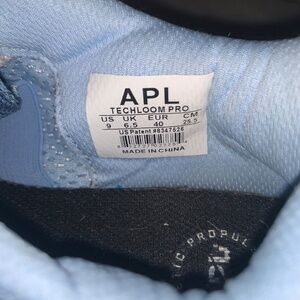 APL
TECHLOOM PRO
US UK EUR CM
9 6.5 40 25.5
US Patent #8347526
MADE IN CHINA